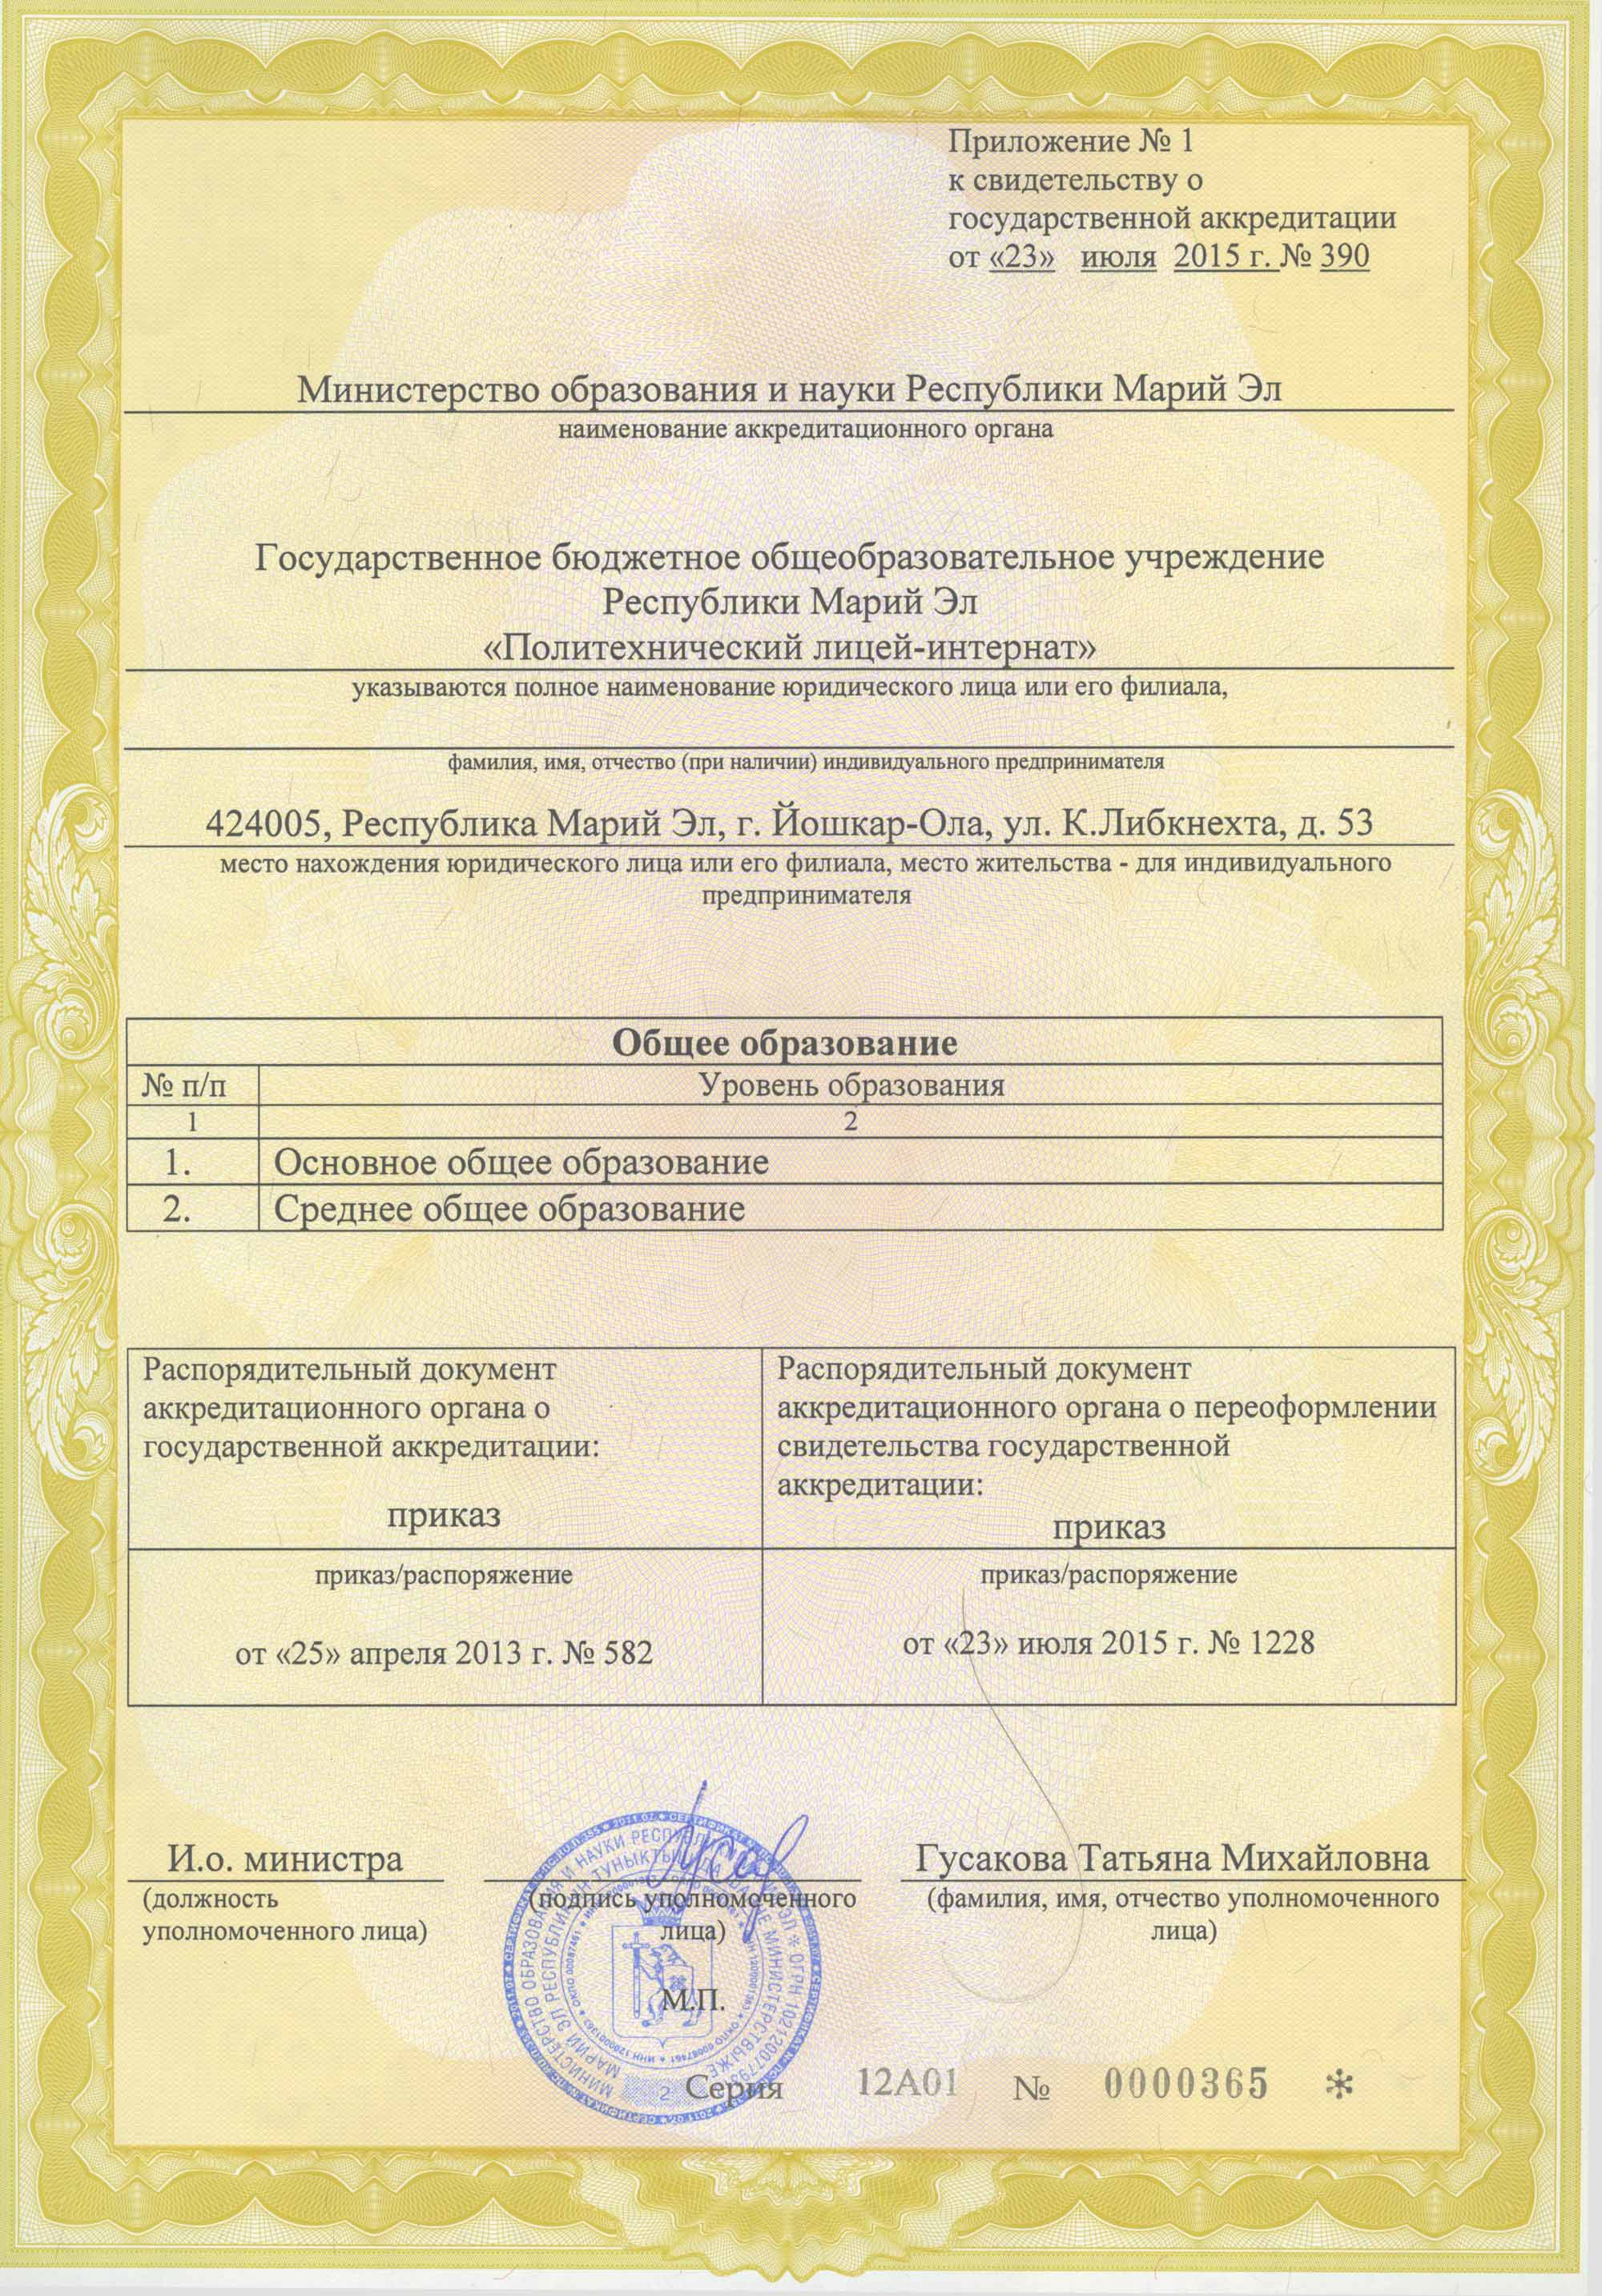 Приложение № 1
к свидетельству о
государственной аккредитации
от «23» июля 2015 г. № 390
Министерство образования и науки Республики Марий Эл
наименование аккредитационного органа
Государственное бюджетное общеобразовательное учреждение
Республики Марий Эл
«Политехнический лицей-интернат»
указываются полное наименование юридического лица или его филиала,
фамилия, имя, отчество (при наличии) индивидуального предпринимателя
424005, Республика Марий Эл, г. Йошкар-Ола, ул. К.Либкнехта, д. 53
место нахождения юридического лица или его филиала, место жительства - для индивидуального
предпринимателя
Общее образование
№ п/п Уровень образования
1 2
1. Основное общее образование
2. Среднее общее образование
Распорядительный документ
аккредитационного органа о
государственной аккредитации:
приказ
Распорядительный документ
аккредитационного органа о переоформлении
свидетельства государственной
аккредитации:
приказ
приказ/распоряжение
от «25» апреля 2013 г. № 582
приказ/распоряжение
от «23» июля 2015 г. № 1228
И.о. министра
(должность
уполномоченного лица)
(подпись уполномоченного
лица)
М.П.
Гусакова Татьяна Михайловна
(фамилия, имя, отчество уполномоченного
лица)
МИНИСТЕРСТВО ОБРАЗОВАНИЯ И НАУКИ
МАРИЙ ЭЛ РЕСПУБЛИКЫН
2
Серия 12А01 № 0000365 *